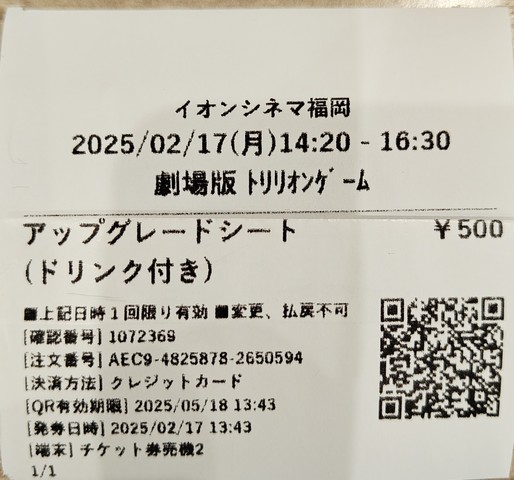 イオンシネマ福岡
2025/02/17(月)14:20 - 16:30
劇場版 ﾄﾘﾘｵﾝｹﾞｰﾑ
アップグレードシート ￥500
(ドリンク付き)
■上記日時１回限り有効 ■変更、払戻不可
[確認番号] 1072369
[注文番号] AEC9-4825878-2650594
[決済方法] クレジットカード
[QR有効期限] 2025/05/18 13:43
[発券日時] 2025/02/17 13:43
[端末] チケット券売機2
1/1